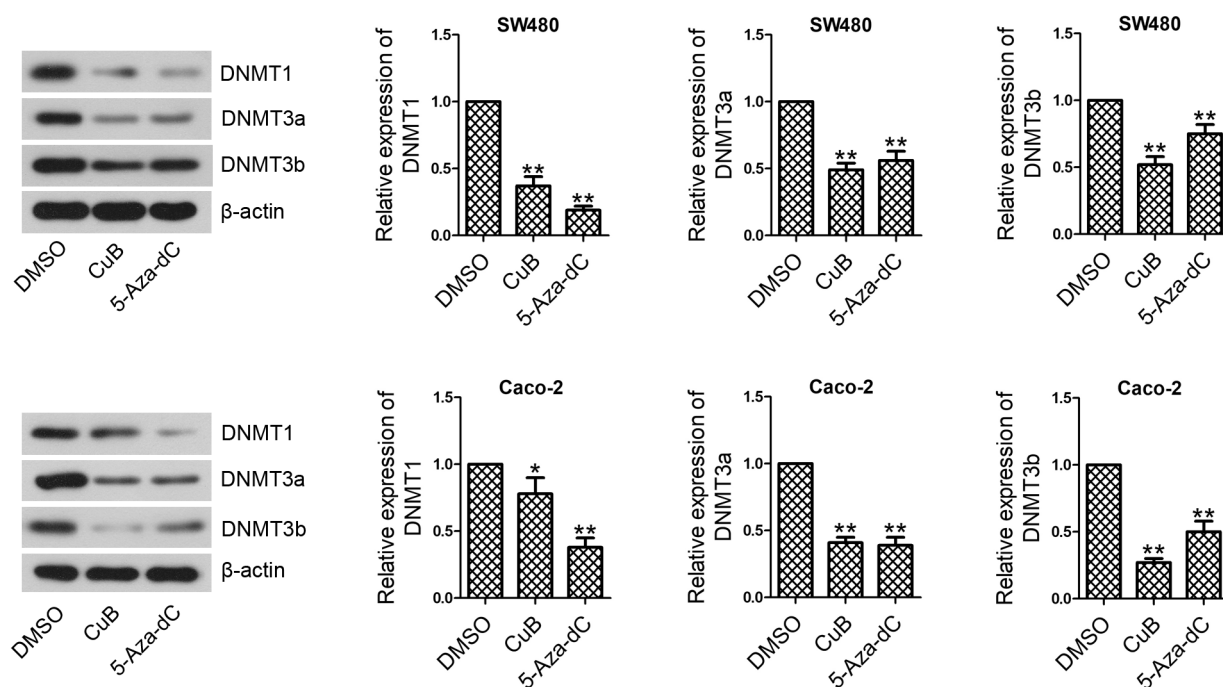 DNMT1
DNMT3a
DNMT3b
β-actin
DMSO
CuB
5-Aza-dC
SW480
Relative expression of
DNMT1
1.5
1.0
0.5
0.0
**
**
DMSO
CuB
5-Aza-dC
SW480
Relative expression of
DNMT3a
1.5
1.0
0.5
0.0
**
**
DMSO
CuB
5-Aza-dC
SW480
Relative expression of
DNMT3b
1.5
1.0
0.5
0.0
**
**
DMSO
CuB
5-Aza-dC
DNMT1
DNMT3a
DNMT3b
β-actin
DMSO
CuB
5-Aza-dC
Caco-2
Relative expression of
DNMT1
1.5
1.0
0.5
0.0
*
**
DMSO
CuB
5-Aza-dC
Caco-2
Relative expression of
DNMT3a
1.5
1.0
0.5
0.0
**
**
DMSO
CuB
5-Aza-dC
Caco-2
Relative expression of
DNMT3b
1.5
1.0
0.5
0.0
**
**
DMSO
CuB
5-Aza-dC